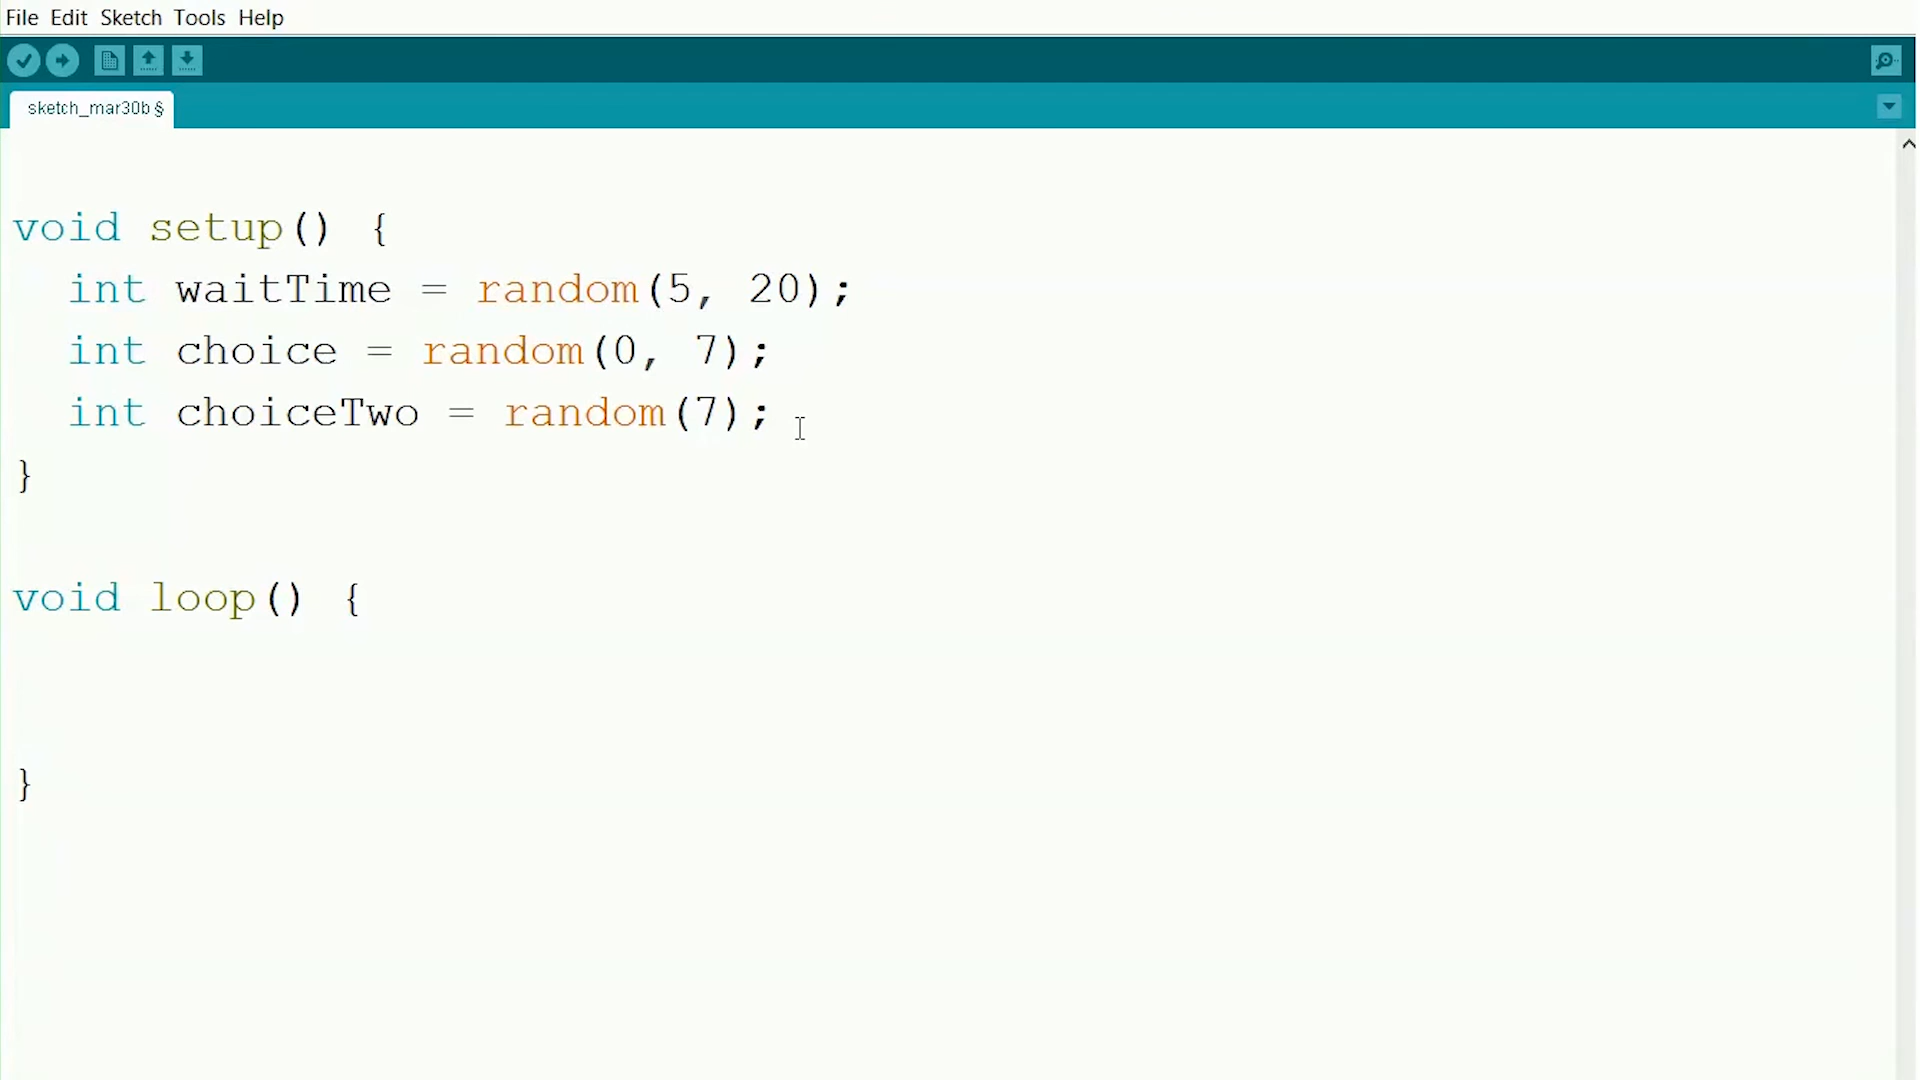 File Edit Sketch Tools Help
sketch_mar30b §
void setup() {
  int waitTime = random(5, 20);
  int choice = random(0, 7);
  int choiceTwo = random(7);
}
void loop() {
}